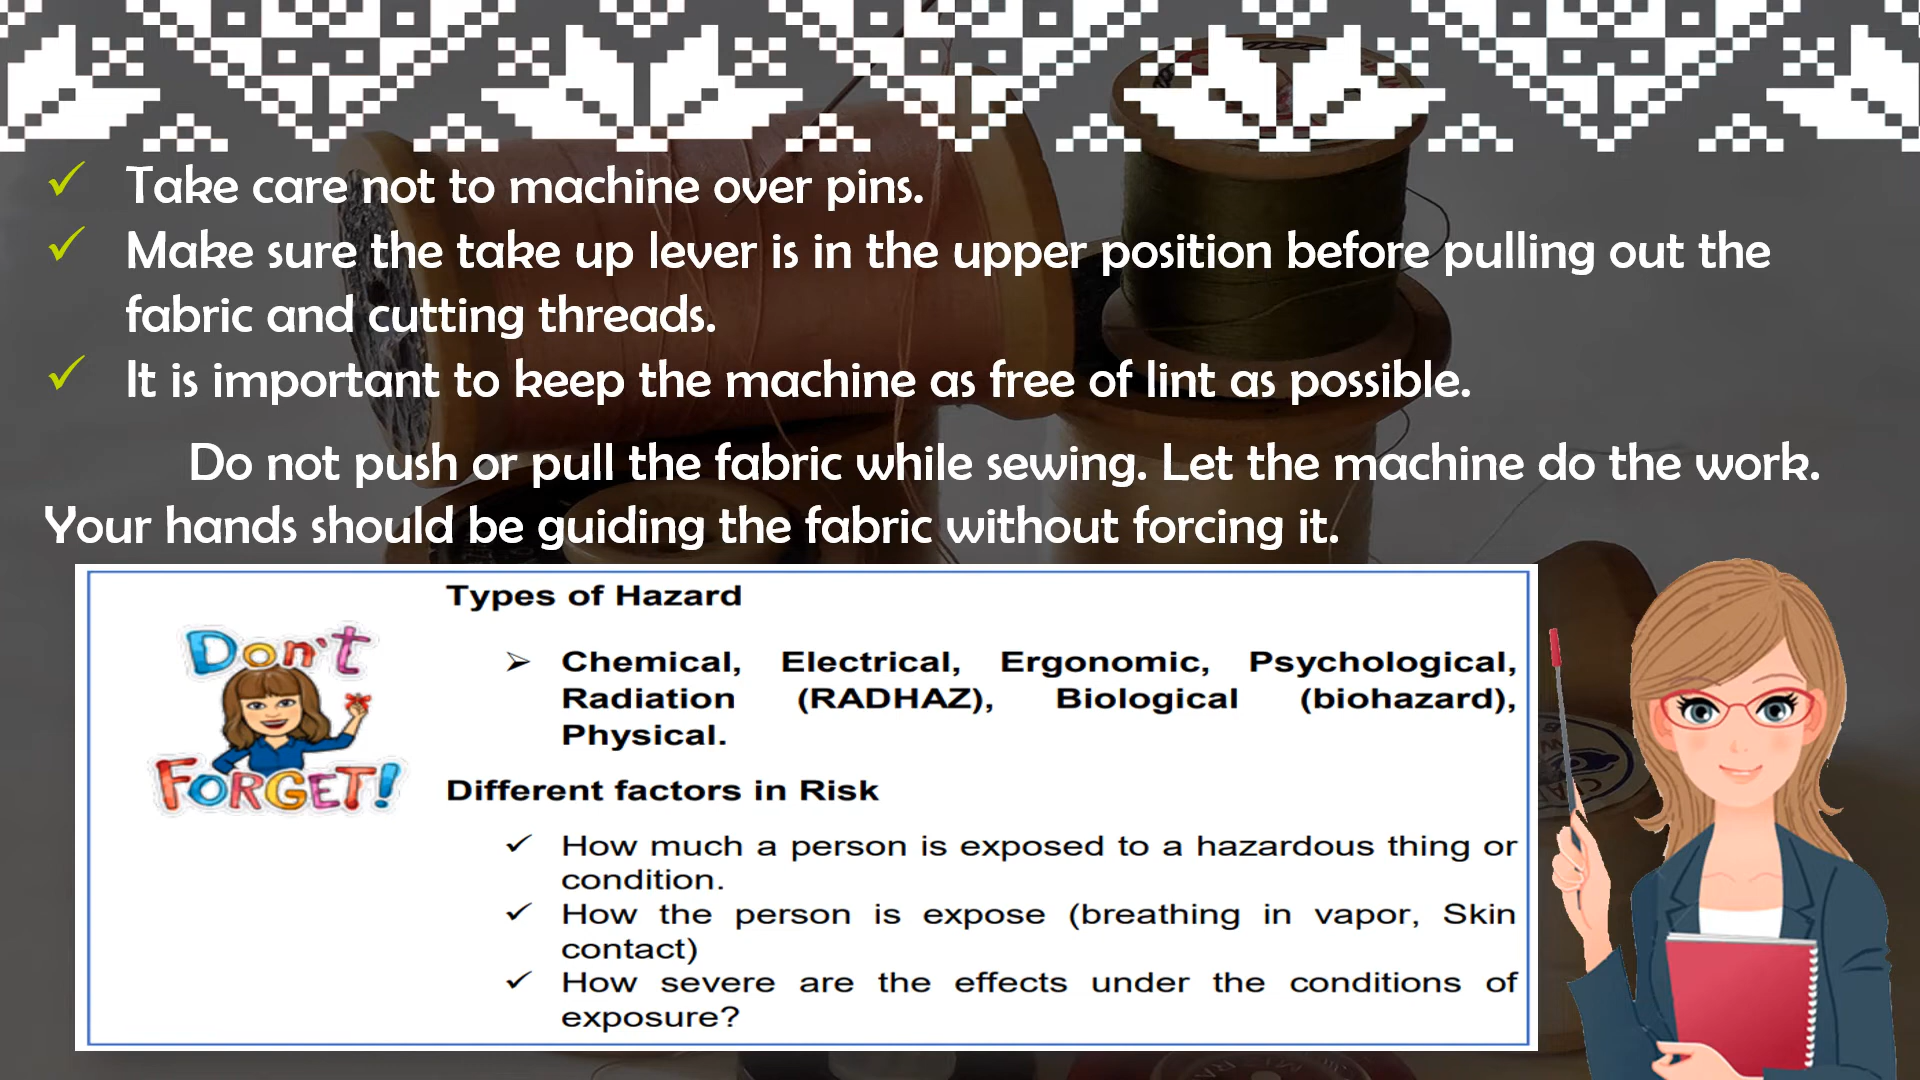 ✓ Take care not to machine over pins.
✓ Make sure the take up lever is in the upper position before pulling out the
fabric and cutting threads.
✓ It is important to keep the machine as free of lint as possible.
Do not push or pull the fabric while sewing. Let the machine do the work.
Your hands should be guiding the fabric without forcing it.
Don't
FORGET!
Types of Hazard
➢ Chemical, Electrical, Ergonomic, Psychological,
Radiation (RADHAZ), Biological (biohazard),
Physical.
Different factors in Risk
✓ How much a person is exposed to a hazardous thing or
condition.
✓ How the person is expose (breathing in vapor, Skin
contact)
✓ How severe are the effects under the conditions of
exposure?